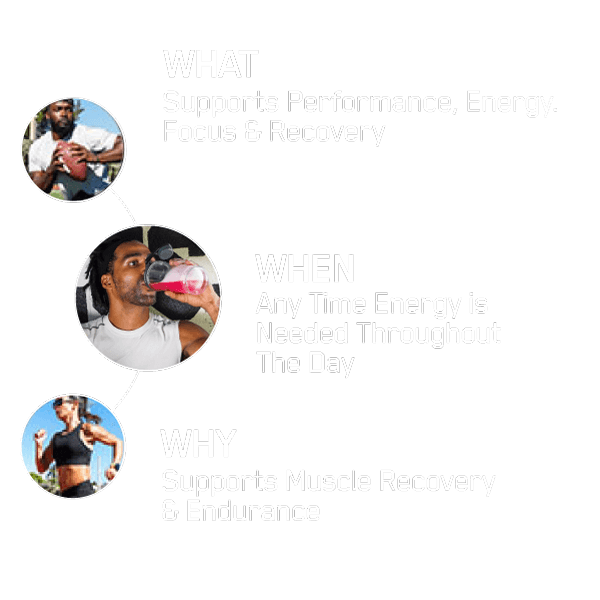 WHAT
Supports Performance, Energy,
Focus & Recovery
WHEN
Any Time Energy is
Needed Throughout
The Day
WHY
Supports Muscle Recovery
& Endurance